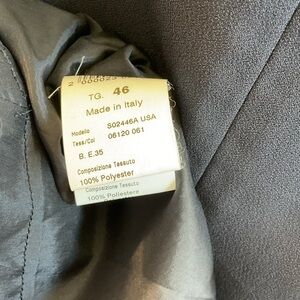 TG. 46
Made in Italy
Modello S02446A USA
Tess/Col 06120 061
B. E.35
Composizione Tessuto
100% Polyester
Composizione Tessuto
100% Poliestere